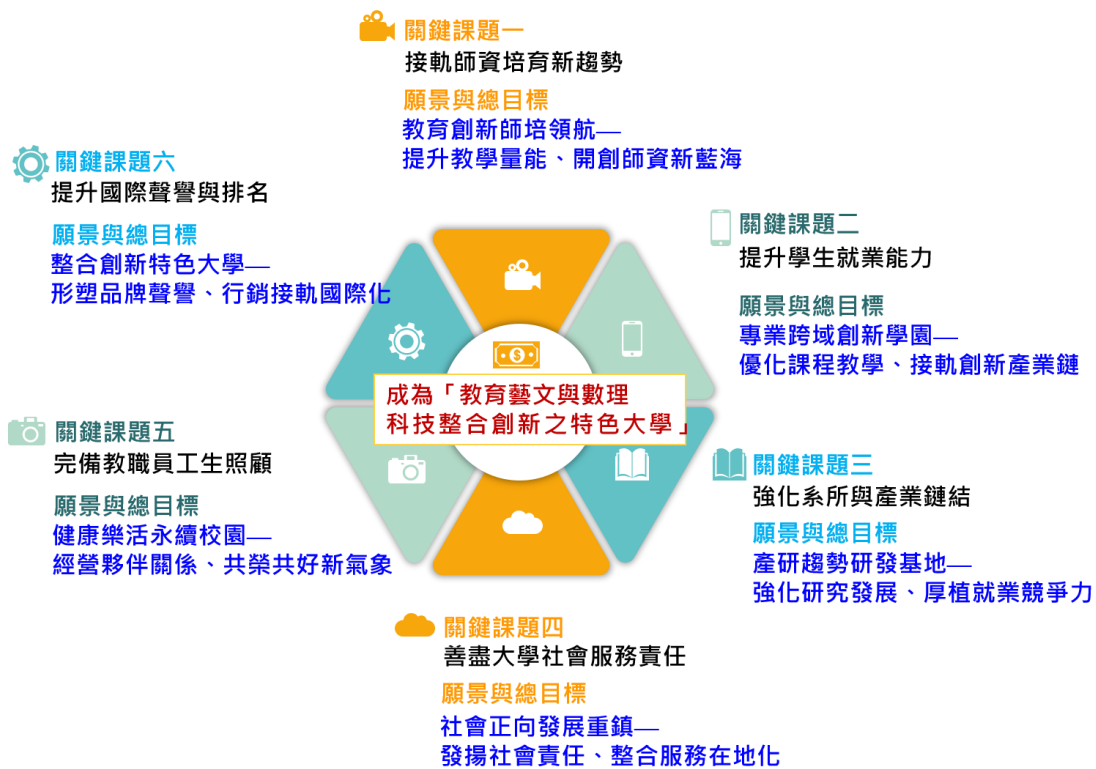 關鍵課題一
接軌師資培育新趨勢
願景與總目標
教育創新師培領航—
提升教學量能、開創師資新藍海
關鍵課題二
提升學生就業能力
願景與總目標
專業跨域創新學園—
優化課程教學、接軌創新產業鏈
關鍵課題三
強化系所與產業鏈結
願景與總目標
產研趨勢研發基地—
強化研究發展、厚植就業競爭力
關鍵課題四
善盡大學社會服務責任
願景與總目標
社會正向發展重鎮—
發揚社會責任、整合服務在地化
關鍵課題五
完備教職員工生照顧
願景與總目標
健康樂活永續校園—
經營夥伴關係、共榮共好新氣象
關鍵課題六
提升國際聲譽與排名
願景與總目標
整合創新特色大學—
形塑品牌聲譽、行銷接軌國際化
成為「教育藝文與數理
科技整合創新之特色大學」